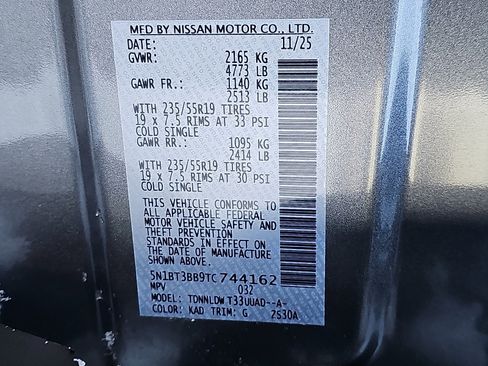 MFD BY NISSAN MOTOR CO., LTD.
DATE: 11/25
GVWR: 2165 KG
4773 LB
GAWR FR.: 1140 KG
2513 LB
WITH 235/55R19 TIRES
19 x 7.5 RIMS AT 33 PSI
COLD SINGLE
GAWR RR.: 1095 KG
2414 LB
WITH 235/55R19 TIRES
19 x 7.5 RIMS AT 30 PSI
COLD SINGLE
THIS VEHICLE CONFORMS TO
ALL APPLICABLE FEDERAL
MOTOR VEHICLE SAFETY AND
THEFT PREVENTION
STANDARDS IN EFFECT ON
THE DATE OF MANUFACTURE
SHOWN ABOVE.
5N1BT3BB9TC744162
MPV 032
MODEL: TDNNLDW T33UUAD--A-
COLOR: KAD TRIM: G 2S30A